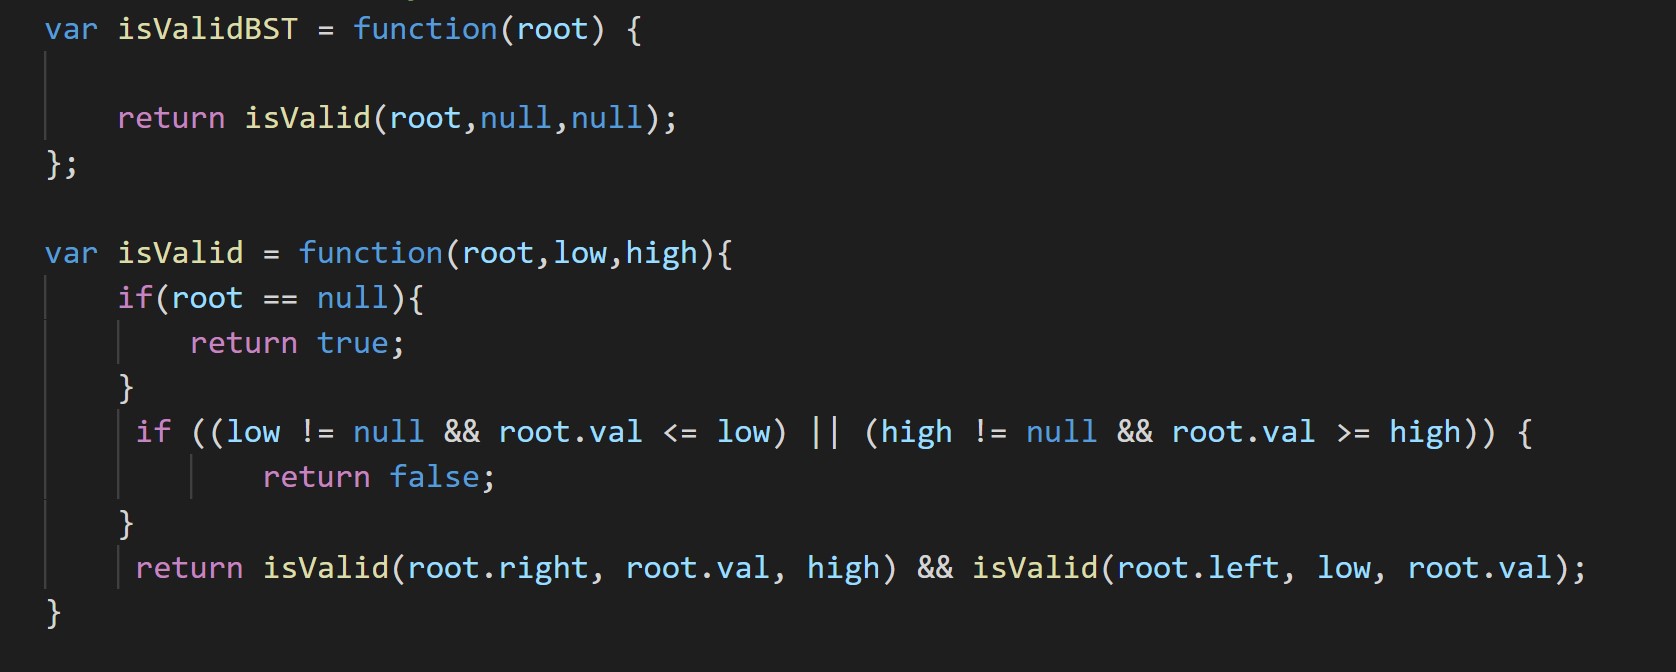 var isValidBST = function(root) {
    return isValid(root,null,null);
};
var isValid = function(root,low,high){
    if(root == null){
        return true;
    }
     if ((low != null && root.val <= low) || (high != null && root.val >= high)) {
            return false;
    }
     return isValid(root.right, root.val, high) && isValid(root.left, low, root.val);
}